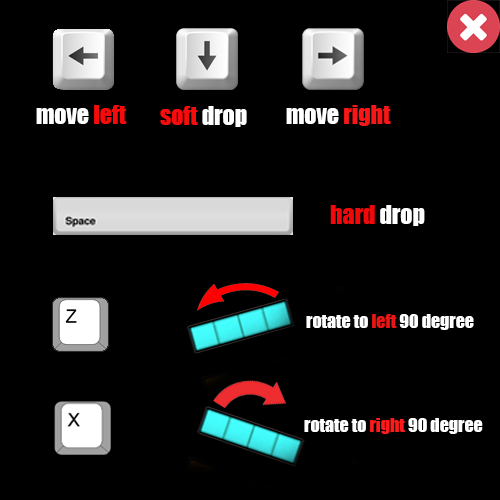 move left
soft drop
move right
Space
hard drop
Z
rotate to left 90 degree
X
rotate to right 90 degree